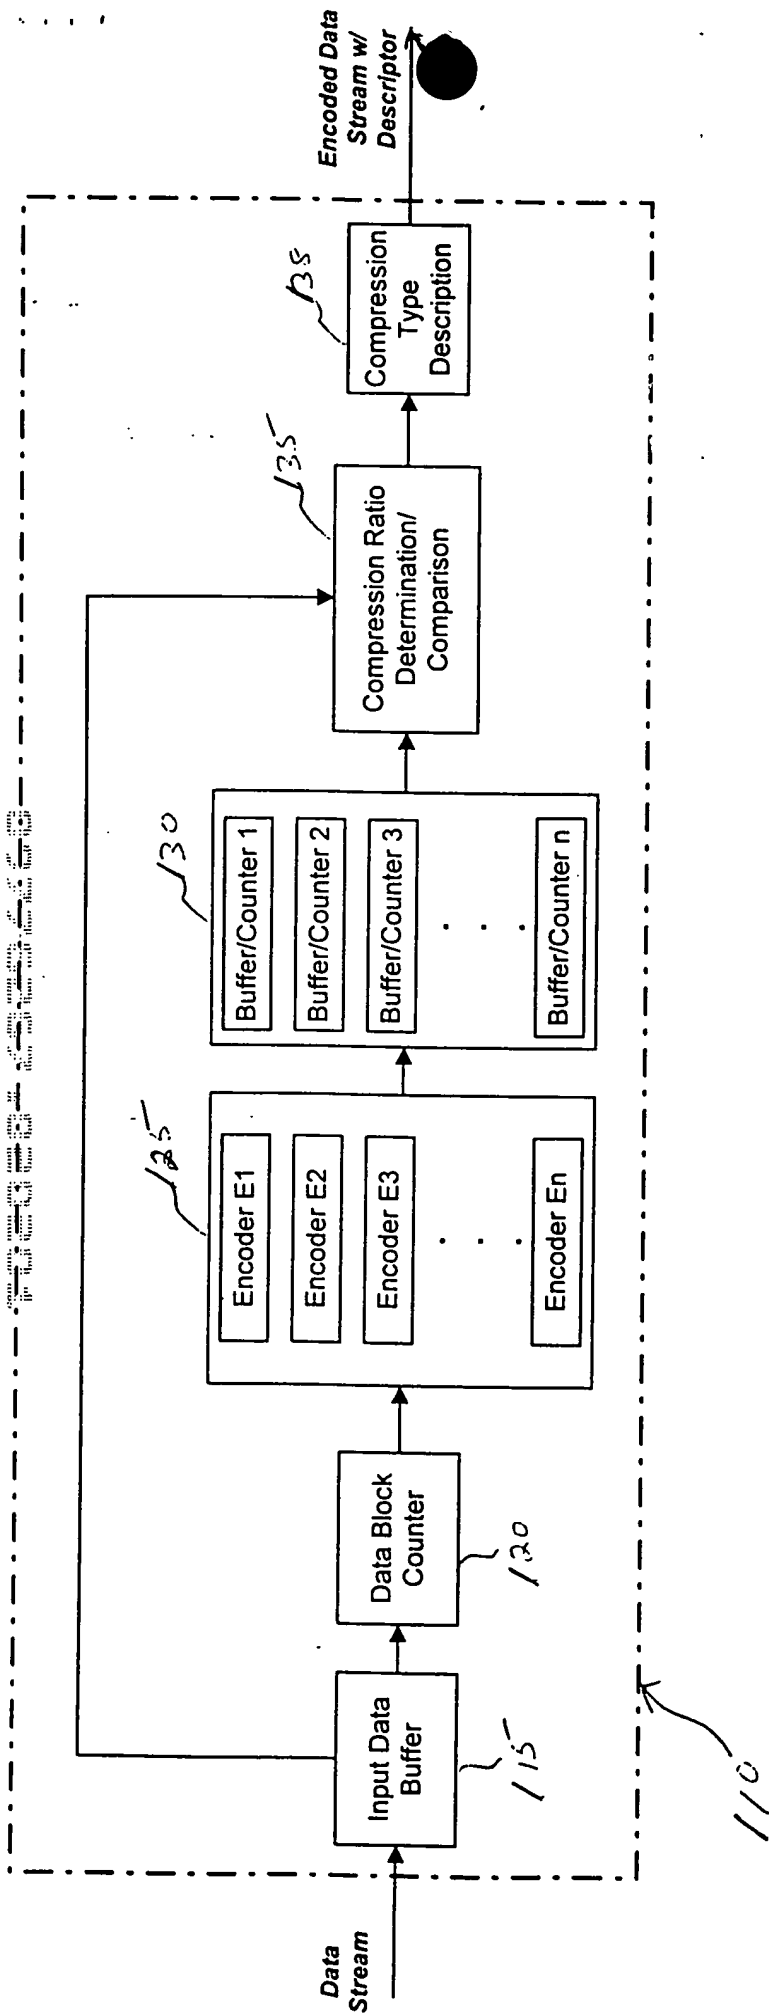 Data
Stream
Input Data
Buffer
115
Data Block
Counter
120
125
Encoder E1
Encoder E2
Encoder E3
. . .
Encoder En
130
Buffer/Counter 1
Buffer/Counter 2
Buffer/Counter 3
. . .
Buffer/Counter n
135
Compression Ratio
Determination/
Comparison
138
Compression
Type
Description
Encoded Data
Stream w/
Descriptor
110